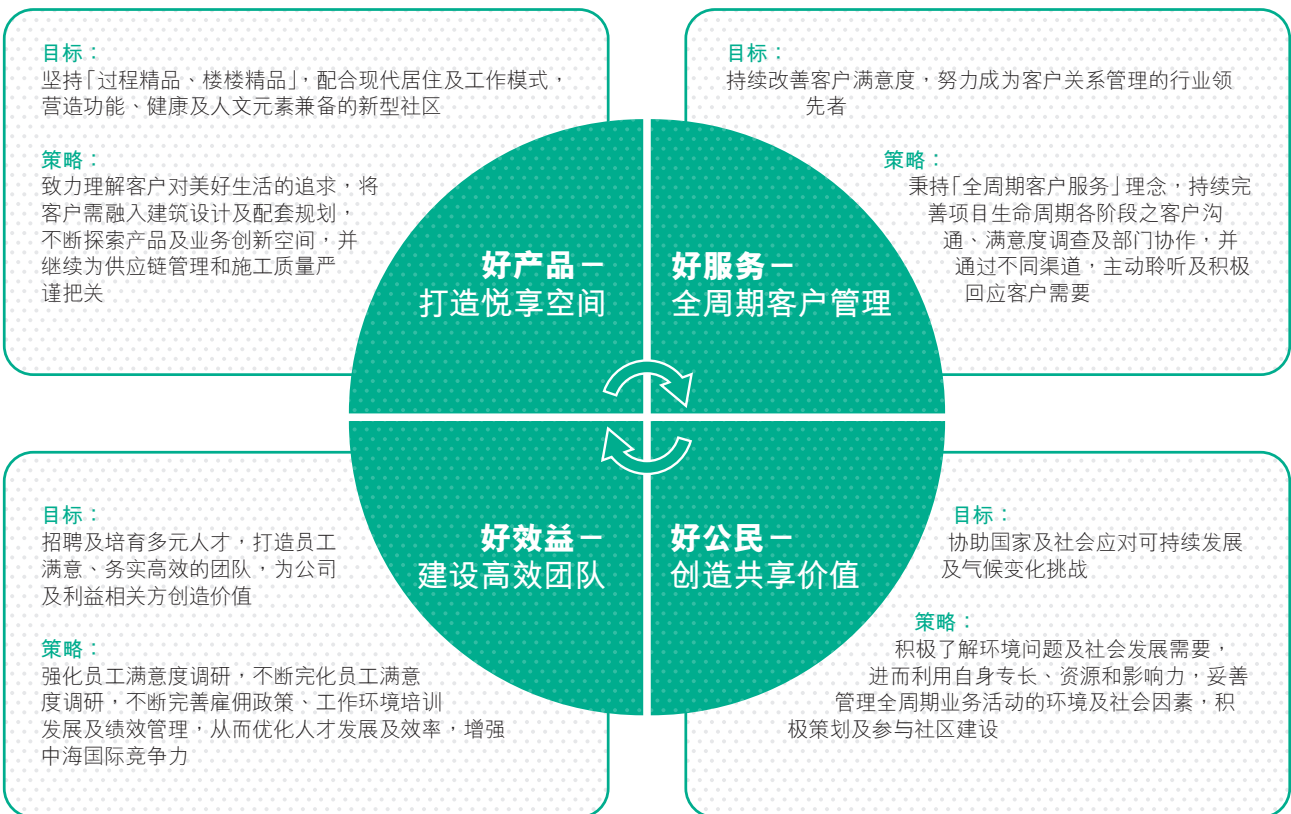 目标：
坚持「过程精品、楼楼精品」，配合现代居住及工作模式，
营造功能、健康及人文元素兼备的新型社区
策略：
致力理解客户对美好生活的追求，将
客户需融入建筑设计及配套规划，
不断探索产品及业务创新空间，并
继续为供应链管理和施工质量严
谨把关
好产品－
打造悦享空间
目标：
持续改善客户满意度，努力成为客户关系管理的行业领
先者
策略：
秉持「全周期客户服务」理念，持续完
善项目生命周期各阶段之客户沟
通、满意度调查及部门协作，并
通过不同渠道，主动聆听及积极
回应客户需要
好服务－
全周期客户管理
目标：
招聘及培育多元人才，打造员工
满意、务实高效的团队，为公司
及利益相关方创造价值
策略：
强化员工满意度调研，不断完化员工满意
度调研，不断完善雇佣政策、工作环境培训
发展及绩效管理，从而优化人才发展及效率，增强
中海国际竞争力
好效益－
建设高效团队
好公民－
创造共享价值
目标：
协助国家及社会应对可持续发展
及气候变化挑战
策略：
积极了解环境问题及社会发展需要，
进而利用自身专长、资源和影响力，妥善
管理全周期业务活动的环境及社会因素，积
极策划及参与社区建设